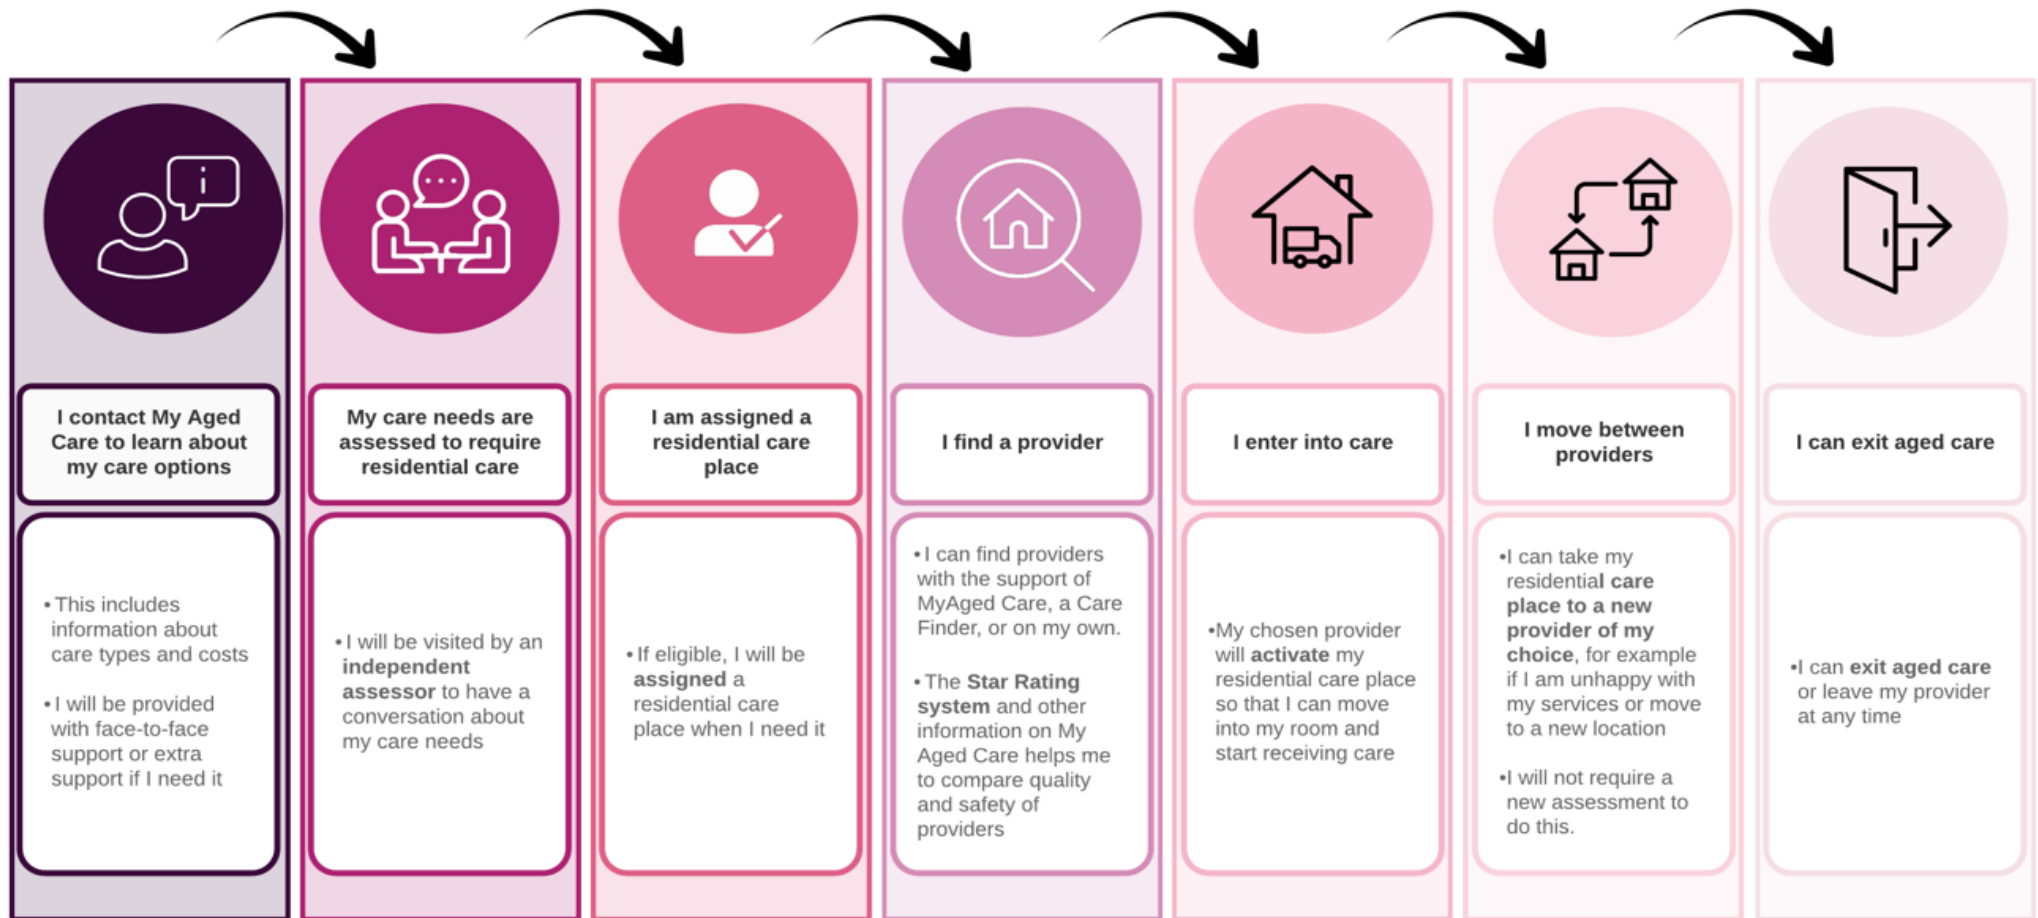 i
I contact My Aged
Care to learn about
my care options
• This includes
information about
care types and costs
• I will be provided
with face-to-face
support or extra
support if I need it
My care needs are
assessed to require
residential care
• I will be visited by an
independent
assessor to have a
conversation about
my care needs
I am assigned a
residential care
place
• If eligible, I will be
assigned a
residential care
place when I need it
I find a provider
• I can find providers
with the support of
MyAged Care, a Care
Finder, or on my own.
• The Star Rating
system and other
information on My
Aged Care helps me
to compare quality
and safety of
providers
I enter into care
•My chosen provider
will activate my
residential care place
so that I can move
into my room and
start receiving care
I move between
providers
•I can take my
residential care
place to a new
provider of my
choice, for example
if I am unhappy with
my services or move
to a new location
•I will not require a
new assessment to
do this.
I can exit aged care
•I can exit aged care
or leave my provider
at any time